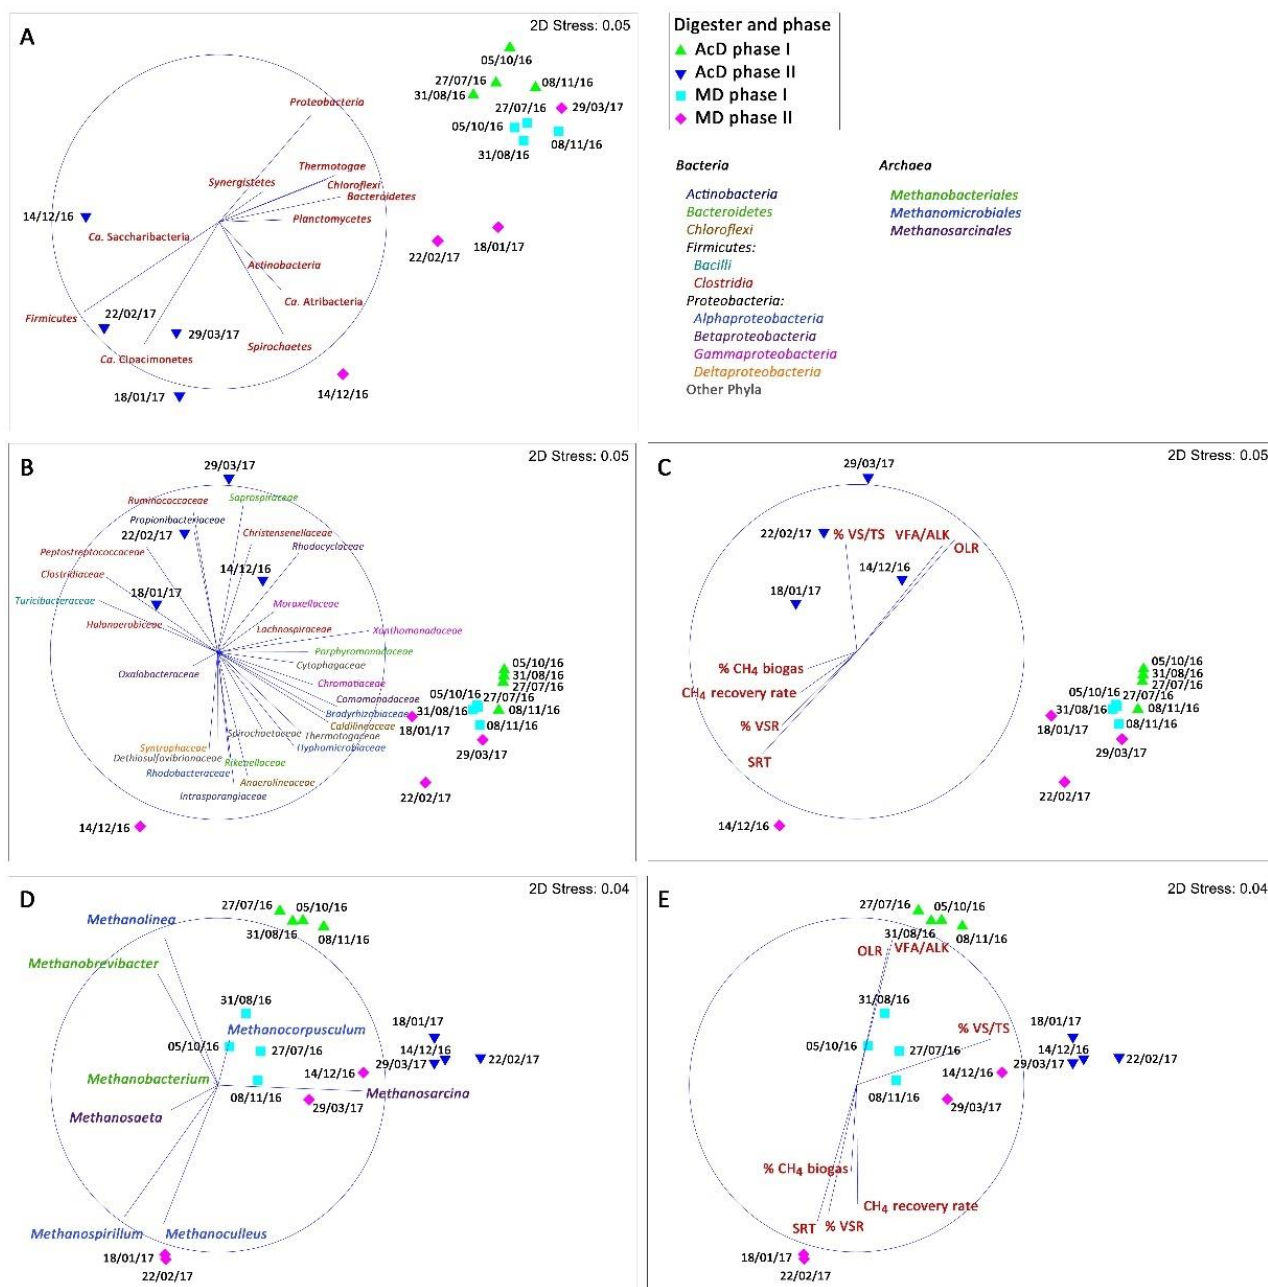 A
2D Stress: 0.05
05/10/16
27/07/16
08/11/16
31/08/16
29/03/17
27/07/16
05/10/16
08/11/16
31/08/16
Proteobacteria
Thermotogae
Synergistetes
Chloroflexi
Bacteroidetes
Planctomycetes
14/12/16
Ca. Saccharibacteria
18/01/17
22/02/17
Actinobacteria
Ca. Atribacteria
22/02/17
Firmicutes
29/03/17
Spirochaetes
Ca. Cloacimonetes
18/01/17
14/12/16
Digester and phase
AcD phase I
AcD phase II
MD phase I
MD phase II
Bacteria
Actinobacteria
Bacteroidetes
Chloroflexi
Firmicutes:
Bacilli
Clostridia
Proteobacteria:
Alphaproteobacteria
Betaproteobacteria
Gammaproteobacteria
Deltaproteobacteria
Other Phyla
Archaea
Methanobacteriales
Methanomicrobiales
Methanosarcinales
B
2D Stress: 0.05
29/03/17
Ruminococcaceae
Saprospiraceae
Propionibacteriaceae
22/02/17
Christensenellaceae
Rhodocyclaceae
Peptostreptococcaceae
Clostridiaceae
14/12/16
18/01/17
Turicibacteraceae
Moraxellaceae
Halanaerobiceae
Lachnospiraceae
Xanthomonadaceae
Porphyromonadaceae
Cytophagaceae
Oxalobacteraceae
Chromatiaceae
Comamonadaceae
Bradyrhizobiaceae
Caldilineaceae
Spirochaetaceae
Thermotogaceae
Hyphomicrobiaceae
Syntrophaceae
Dethiosulfovibrionaceae
Rikenellaceae
Rhodobacteraceae
Anaerolineaceae
Intrasporangiaceae
05/10/16
31/08/16
27/07/16
05/10/16
27/07/16
31/08/16
08/11/16
18/01/17
08/11/16
29/03/17
22/02/17
14/12/16
C
2D Stress: 0.05
29/03/17
22/02/17
% VS/TS
VFA/ALK
OLR
14/12/16
18/01/17
% CH4 biogas
CH4 recovery rate
% VSR
SRT
05/10/16
31/08/16
27/07/16
05/10/16
27/07/16
31/08/16
08/11/16
18/01/17
08/11/16
29/03/17
22/02/17
14/12/16
D
2D Stress: 0.04
27/07/16
05/10/16
31/08/16
08/11/16
Methanolinea
Methanobrevibacter
31/08/16
Methanocorpusculum
05/10/16
27/07/16
18/01/17
14/12/16
29/03/17
22/02/17
14/12/16
Methanobacterium
Methanosarcina
08/11/16
29/03/17
Methanosaeta
Methanospirillum
Methanoculleus
18/01/17
22/02/17
E
2D Stress: 0.04
27/07/16
05/10/16
31/08/16
08/11/16
OLR
VFA/ALK
31/08/16
% VS/TS
05/10/16
27/07/16
18/01/17
14/12/16
29/03/17
22/02/17
14/12/16
08/11/16
29/03/17
% CH4 biogas
CH4 recovery rate
SRT
% VSR
18/01/17
22/02/17